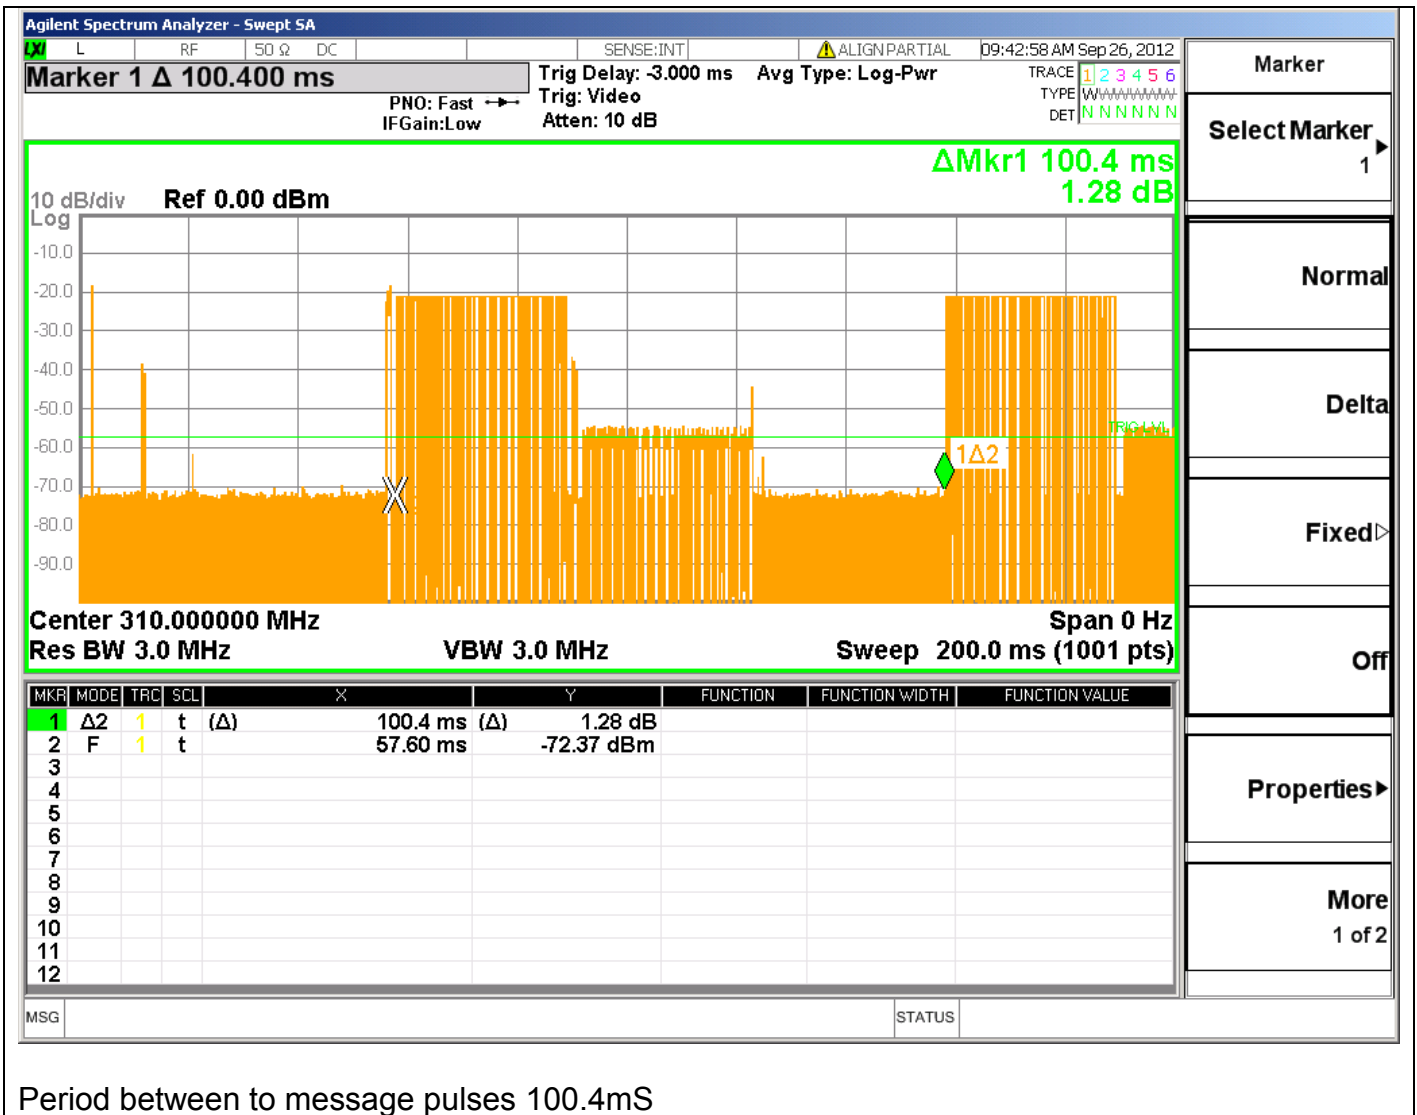 Agilent Spectrum Analyzer - Swept SA
LXI L RF 50 Ω DC SENSE:INT ALIGN PARTIAL 09:42:58 AM Sep 26, 2012
Marker 1 Δ 100.400 ms
PNO: Fast
IFGain:Low
Trig Delay: -3.000 ms Avg Type: Log-Pwr
Trig: Video
Atten: 10 dB
TRACE 1 2 3 4 5 6
TYPE WWWWWW
DET N N N N N N
ΔMkr1 100.4 ms
1.28 dB
10 dB/div Ref 0.00 dBm
Log
-10.0
-20.0
-30.0
-40.0
-50.0
-60.0
-70.0
-80.0
-90.0
TRIG LVL
1Δ2
Center 310.000000 MHz Span 0 Hz
Res BW 3.0 MHz VBW 3.0 MHz Sweep 200.0 ms (1001 pts)
MKR MODE TRC SCL X Y FUNCTION FUNCTION WIDTH FUNCTION VALUE
1 Δ2 1 t (Δ) 100.4 ms (Δ) 1.28 dB
2 F 1 t 57.60 ms -72.37 dBm
3
4
5
6
7
8
9
10
11
12
MSG STATUS
Marker
Select Marker
1
Normal
Delta
Fixed
Off
Properties
More
1 of 2
Period between to message pulses 100.4mS